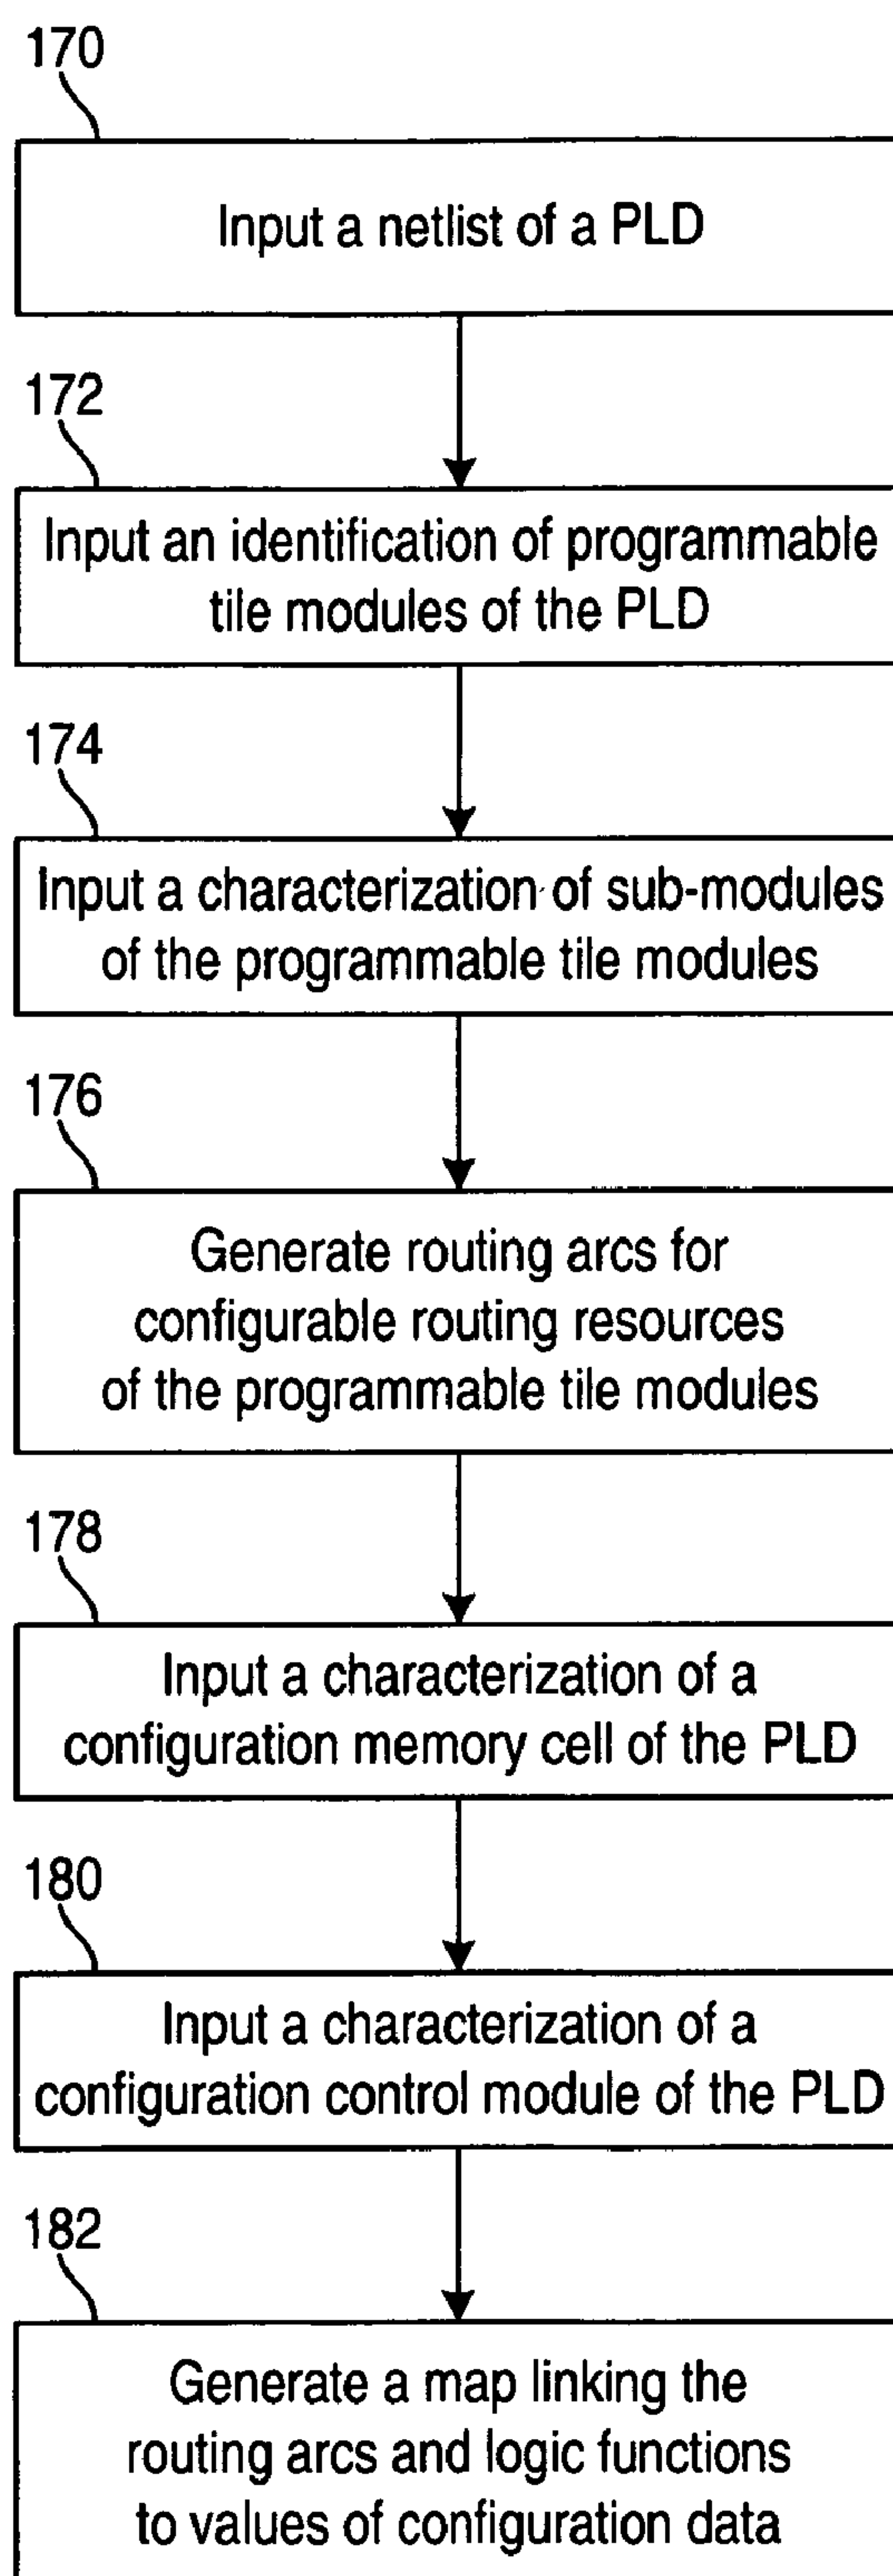 170
Input a netlist of a PLD
172
Input an identification of programmable
tile modules of the PLD
174
Input a characterization of sub-modules
of the programmable tile modules
176
Generate routing arcs for
configurable routing resources
of the programmable tile modules
178
Input a characterization of a
configuration memory cell of the PLD
180
Input a characterization of a
configuration control module of the PLD
182
Generate a map linking the
routing arcs and logic functions
to values of configuration data